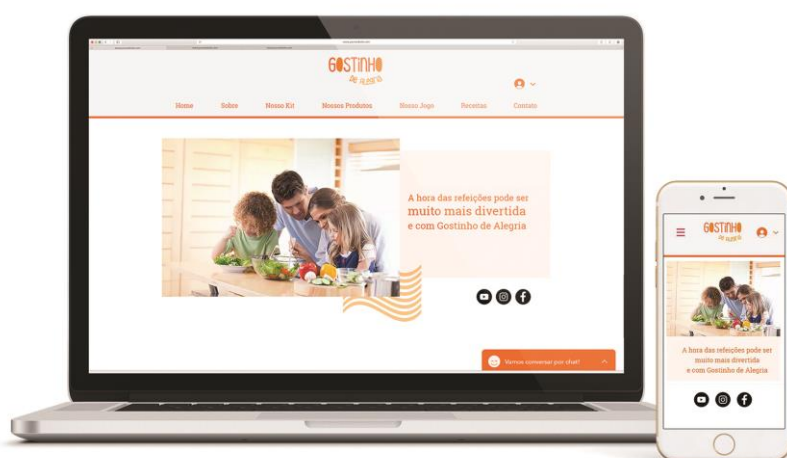 GOSTINHO
DE ALEGRIA
Home Sobre Nosso Kit Nossos Produtos Nosso Jogo Receitas Contato
A hora das refeições pode ser
muito mais divertida
e com Gostinho de Alegria
Vamos conversar por chat!
GOSTINHO
DE ALEGRIA
A hora das refeições pode ser
muito mais divertida
e com Gostinho de Alegria